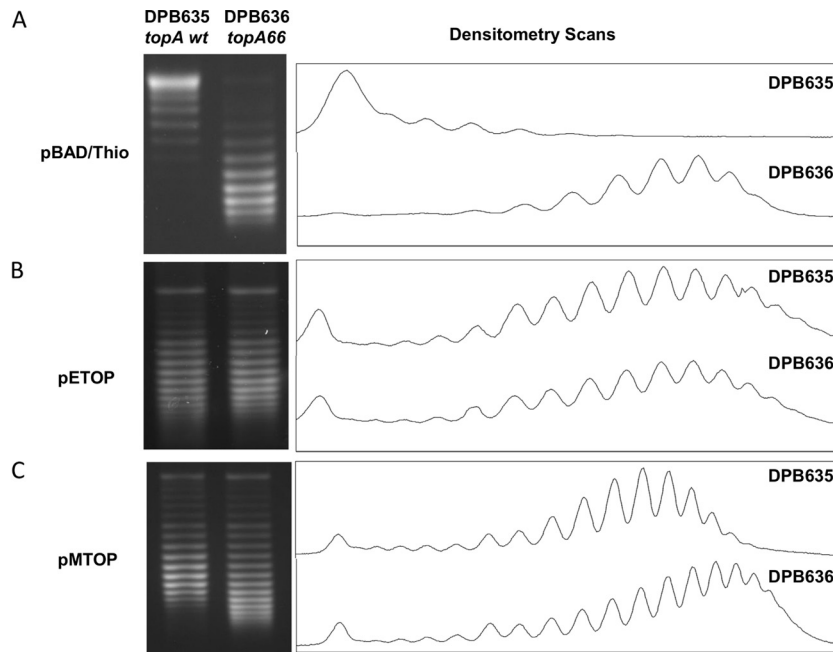 A
DPB635 DPB636
topA wt topA66
Densitometry Scans
pBAD/Thio
DPB635
DPB636
B
pETOP
DPB635
DPB636
C
pMTOP
DPB635
DPB636